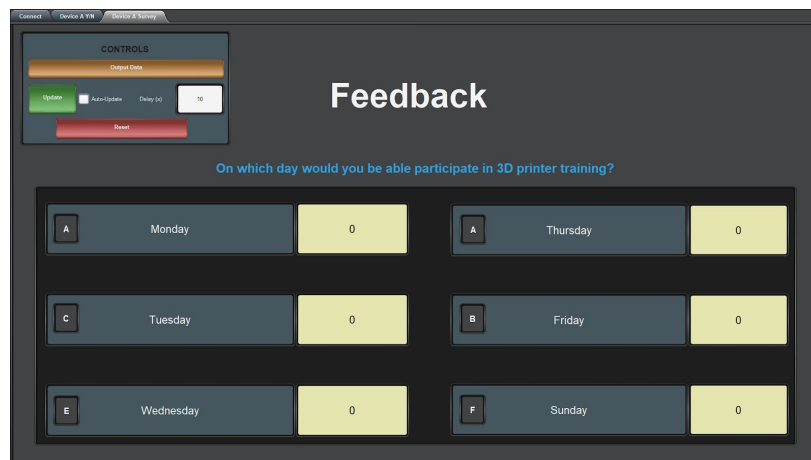 Connect Device A Y/N Device A Survey
CONTROLS
Output Data
Update Auto-Update Delay (s) 10
Reset
Feedback
On which day would you be able participate in 3D printer training?
A Monday 0 A Thursday 0
C Tuesday 0 B Friday 0
E Wednesday 0 F Sunday 0